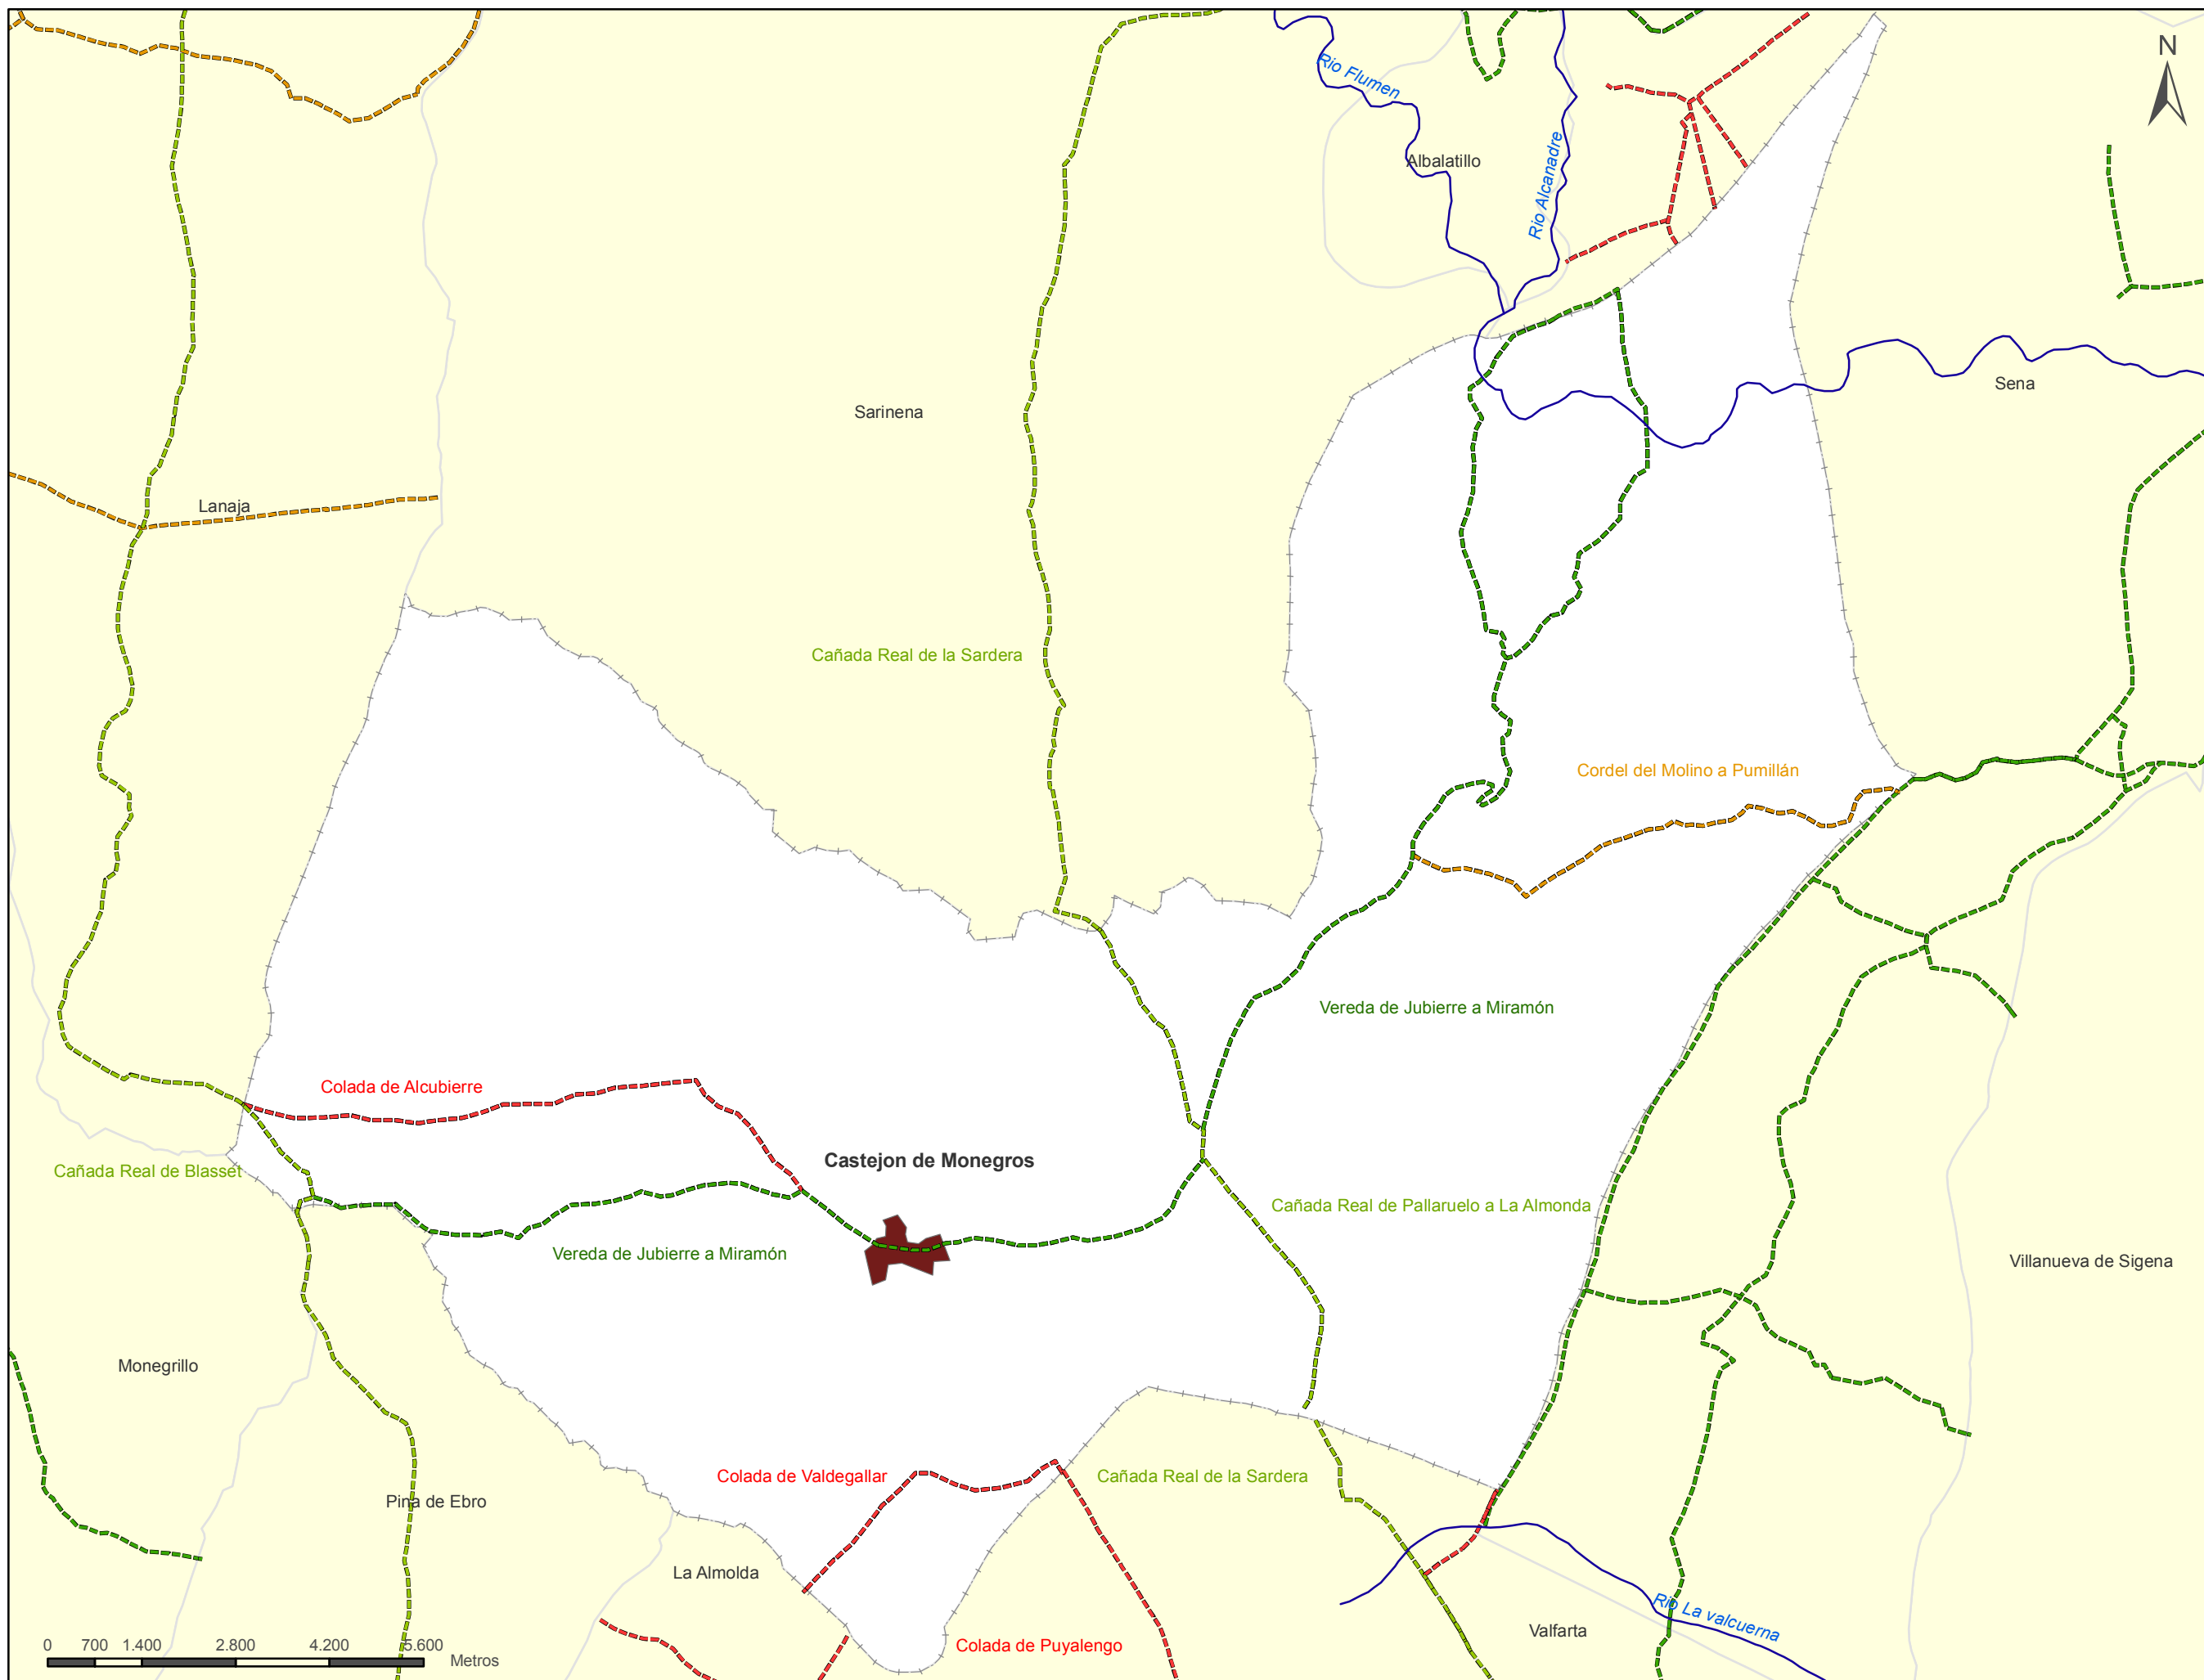 N
Rio Flumen
Albalatillo
Rio Alcanadre
Sarinena
Sena
Lanaja
Cañada Real de la Sardera
Cordel del Molino a Pumillán
Vereda de Jubierre a Miramón
Colada de Alcubierre
Castejon de Monegros
Cañada Real de Blasset
Cañada Real de Pallaruelo a La Almonda
Vereda de Jubierre a Miramón
Villanueva de Sigena
Monegrillo
Colada de Valdegallar
Cañada Real de la Sardera
Pina de Ebro
La Almolda
Rio La valcuerna
Valfarta
Colada de Puyalengo
0 700 1.400 2.800 4.200 5.600
Metros